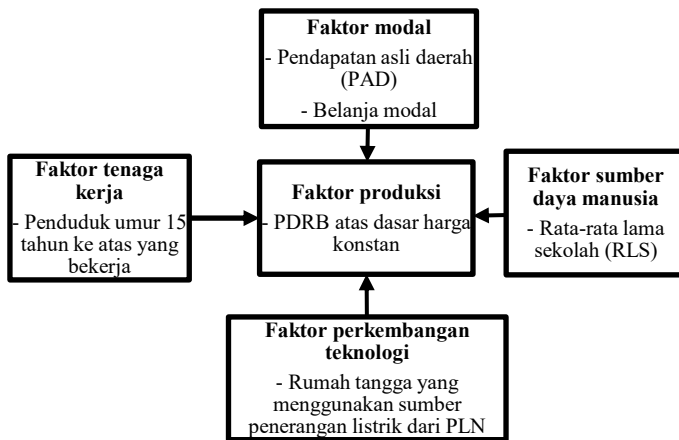 Faktor modal
- Pendapatan asli daerah
(PAD)
- Belanja modal
Faktor tenaga
kerja
- Penduduk umur 15
tahun ke atas yang
bekerja
Faktor produksi
- PDRB atas dasar harga
konstan
Faktor sumber
daya manusia
- Rata-rata lama
sekolah (RLS)
Faktor perkembangan
teknologi
- Rumah tangga yang
menggunakan sumber
penerangan listrik dari PLN